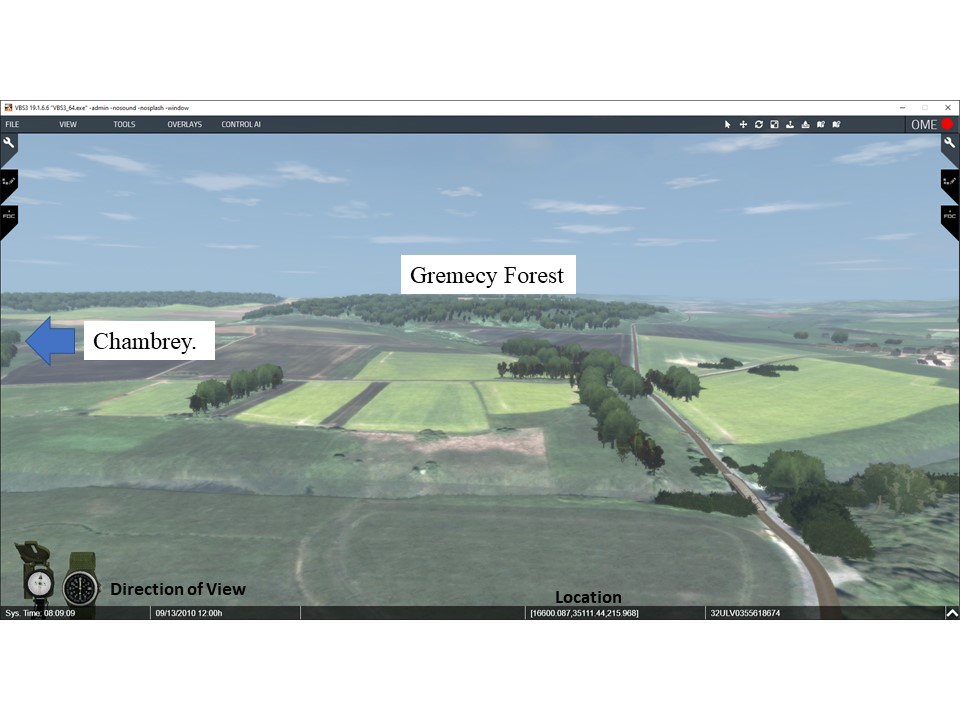 VBS3 19.1.6.6 "VBS3_64.exe" -admin -nosound -nosplash -window
FILE VIEW TOOLS OVERLAYS CONTROL AI OME
FDC FDC
Gremecy Forest
Chambrey.
Direction of View
Location
Sys. Time: 08:09:09 09/13/2010 12:00h [16600.087,35111.44,215.968] 32ULV0355618674